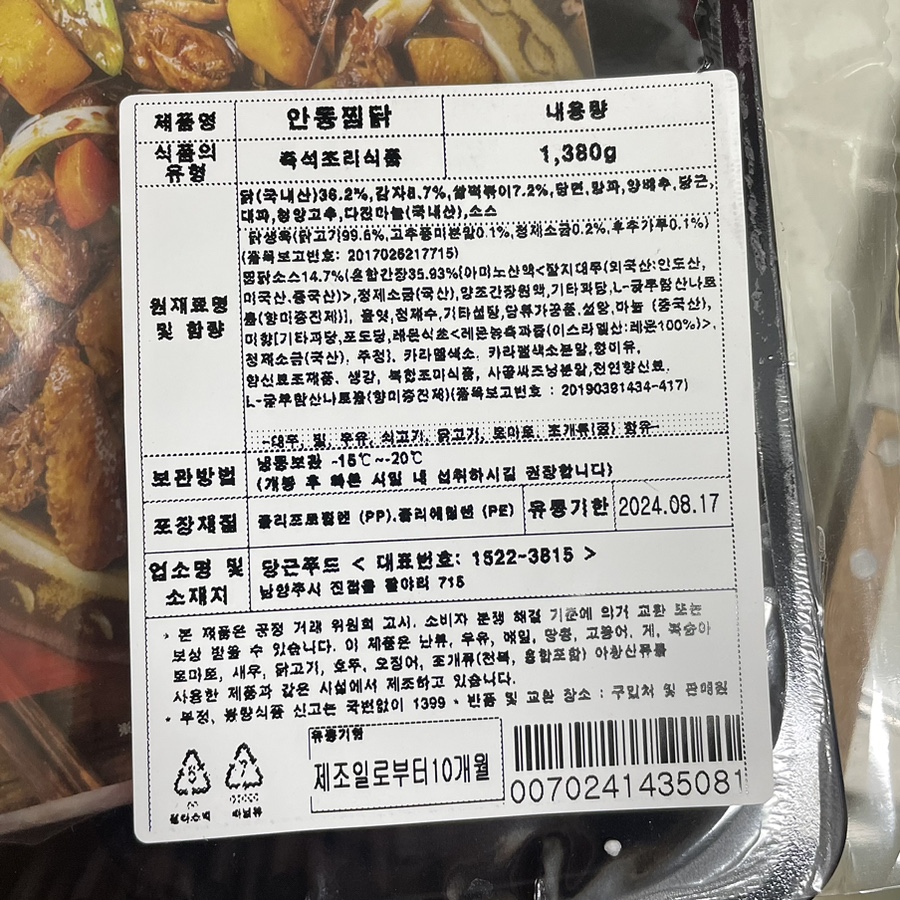 제품명 안동찜닭 내용량
식품의 유형 즉석조리식품 1,380g
원재료명 및 함량
닭(국내산)36.2%,감자8.7%,쌀떡볶이7.2%,당면,양파,양배추,당근,
대파,청양고추,다진마늘(국내산),소스
닭생육(닭고기99.6%,고추풍미분말0.1%,정제소금0.2%,후추가루0.1%)
(품목보고번호: 2017026217715)
찜닭소스14.7%(혼합간장35.93%(아미노산액<탈지대두(외국산:인도산,
미국산,중국산)>,정제소금(국산),양조간장원액,기타과당,L-글루탐산나트
륨(향미증진제)}, 물엿,정제수,기타설탕,당류가공품,설탕,마늘 (중국산),
미향[기타과당,포도당,레몬식초<레몬농축과즙(이스라엘산:레몬100%)>,
정제소금(국산), 주정], 카라멜색소, 카라멜색소분말,향미유,
향신료조제품, 생강, 복합조미식품, 사골싸즈닝분말,천연향신료,
L-글루탐산나트륨(향미증진제)(품목보고번호 : 20190381434-417)
-대두, 밀, 우유, 쇠고기, 닭고기, 토마토, 조개류(굴) 함유-
보관방법 냉동보관 -15℃~-20℃
(개봉 후 빠른 시일 내 섭취하시길 권장합니다)
포장재질 폴리프로필렌 (PP),폴리에틸렌 (PE) 유통기한 2024.08.17
업소명 및 소재지 당근푸드 < 대표번호: 1522-3815 >
남양주시 진접읍 팔야리 715
* 본 제품은 공정 거래 위원회 고시, 소비자 분쟁 해결 기준에 의거 교환 또는
보상 받을 수 있습니다. 이 제품은 난류, 우유, 메밀, 땅콩, 고등어, 게, 복숭아
토마토, 새우, 닭고기, 호두, 오징어, 조개류(전복, 홍합포함) 아황산류를
사용한 제품과 같은 시설에서 제조하고 있습니다.
* 부정, 불량식품 신고는 국번없이 1399 * 반품 및 교환 장소 : 구입처 및 판매원
유통기한
제조일로부터10개월
0070241435081